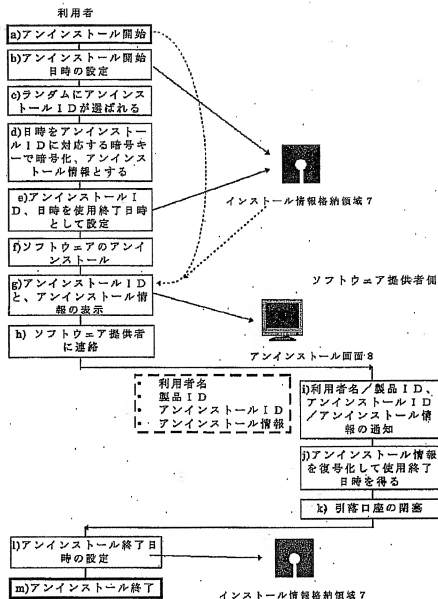 利用者
a)アンインストール開始
b)アンインストール開始
日時の設定
c)ランダムにアンインス
トールIDが選ばれる
d)日時をアンインストー
ルIDに対応する暗号キ
ーで暗号化、アンインス
トール情報とする
e)アンインストールI
D、日時を使用終了日時
として設定
インストール情報格納領域7
f)ソフトウェアのアンイ
ンストール
g)アンインストールID
と、アンインストール情
報の表示
ソフトウェア提供者側
h) ソフトウェア提供者
に連絡
アンインストール画面8
・ 利用者名
・ 製品ID
・ アンインストールID
・ アンインストール情報
i)利用者名/製品ID、
アンインストールID
/アンインストール情
報の通知
j)アンインストール情報
を復号化して使用終了
日時を得る
k) 引落口座の閉塞
l)アンインストール終了日
時の設定
m)アンインストール終了
インストール情報格納領域7